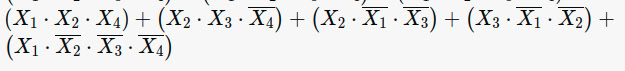 (X₁ · X₂ · X₄) + (X₂ · X₃ · X̅₄) + (X₂ · X̅₁ · X̅₃) + (X₃ · X̅₁ · X̅₂) +
(X₁ · X̅₂ · X̅₃ · X̅₄)